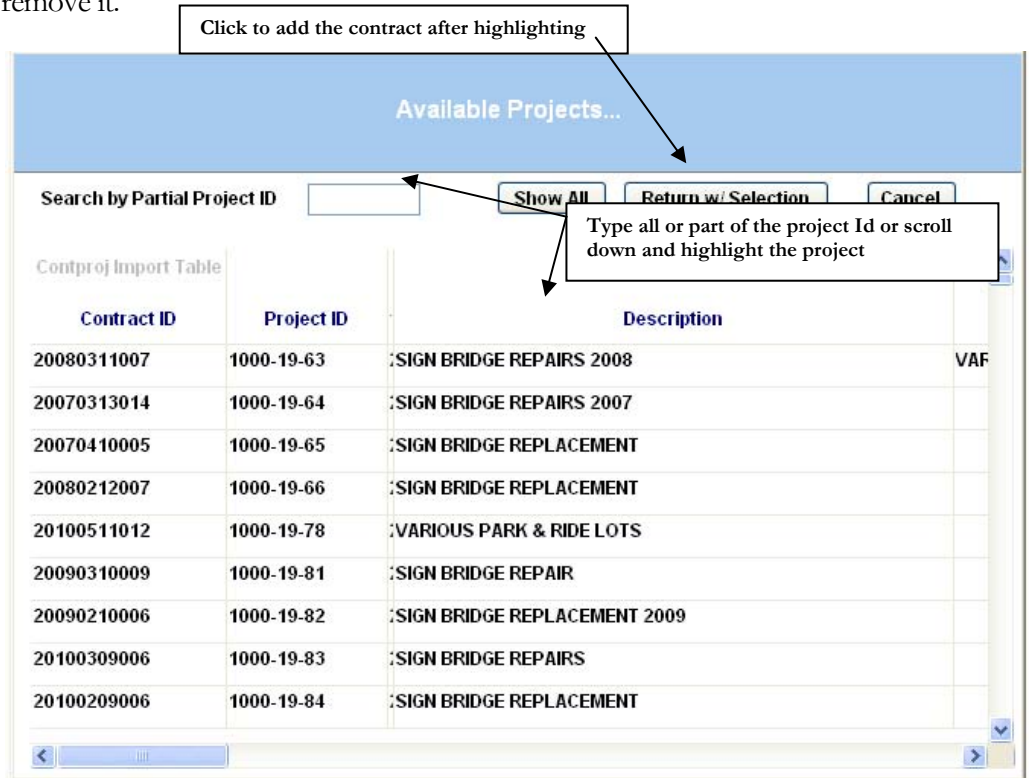 remove it.
Click to add the contract after highlighting
Available Projects...
Search by Partial Project ID Show All Return w/ Selection Cancel
Type all or part of the project Id or scroll
down and highlight the project
Contproj Import Table
Contract ID Project ID Description
20080311007 1000-19-63 SIGN BRIDGE REPAIRS 2008
20070313014 1000-19-64 SIGN BRIDGE REPAIRS 2007
20070410005 1000-19-65 SIGN BRIDGE REPLACEMENT
20080212007 1000-19-66 SIGN BRIDGE REPLACEMENT
20100511012 1000-19-78 VARIOUS PARK & RIDE LOTS
20090310009 1000-19-81 SIGN BRIDGE REPAIR
20090210006 1000-19-82 SIGN BRIDGE REPLACEMENT 2009
20100309006 1000-19-83 SIGN BRIDGE REPAIRS
20100209006 1000-19-84 SIGN BRIDGE REPLACEMENT